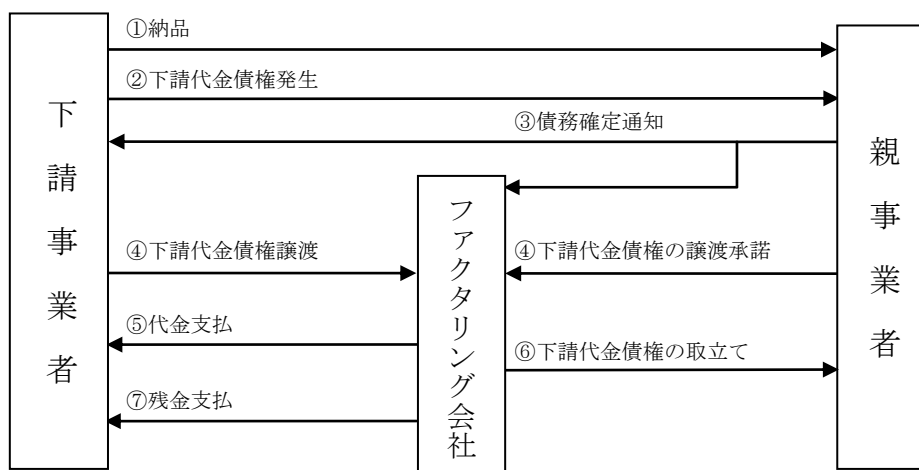 ①納品
②下請代金債権発生
③債務確定通知
下請事業者
親事業者
ファクタリング会社
④下請代金債権譲渡
④下請代金債権の譲渡承諾
⑤代金支払
⑥下請代金債権の取立て
⑦残金支払